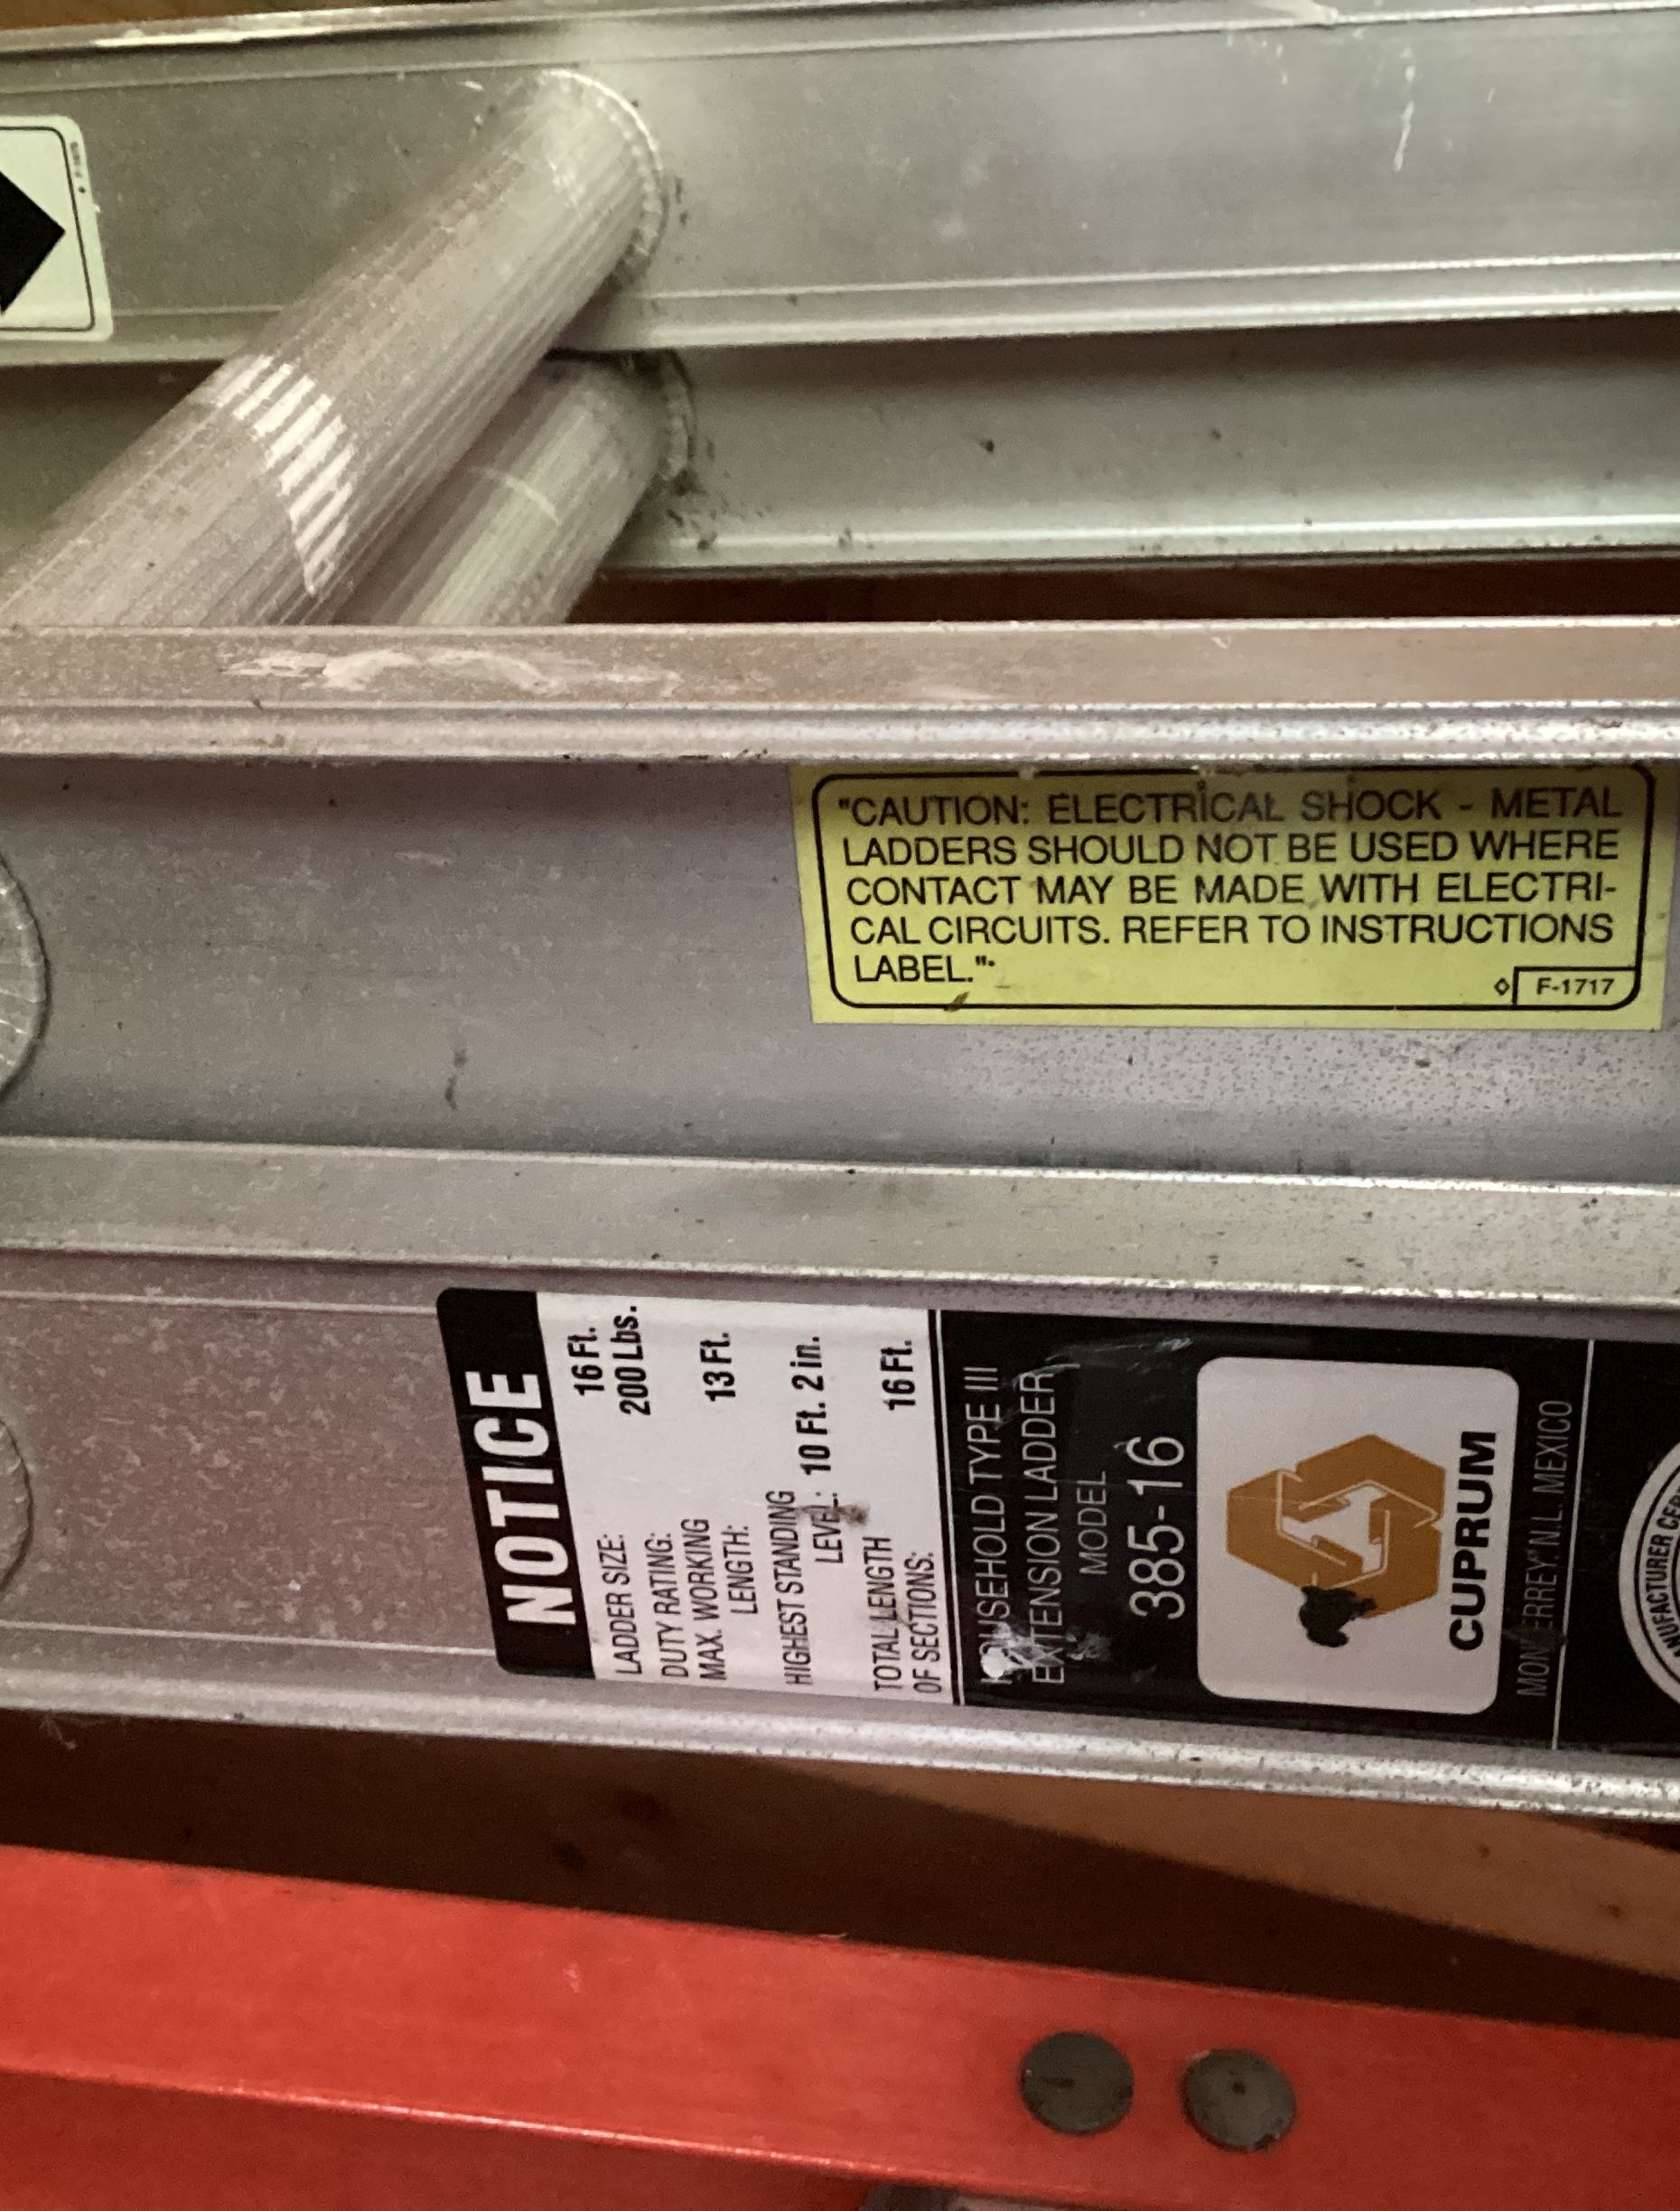 "CAUTION: ELECTRICAL SHOCK - METAL
LADDERS SHOULD NOT BE USED WHERE
CONTACT MAY BE MADE WITH ELECTRI-
CAL CIRCUITS. REFER TO INSTRUCTIONS
LABEL."
F-1717
NOTICE
LADDER SIZE: 16 Ft.
DUTY RATING: 200 Lbs.
MAX. WORKING
LENGTH: 13 Ft.
HIGHEST STANDING
LEVEL: 10 Ft. 2 in.
TOTAL LENGTH
OF SECTIONS: 16 Ft.
HOUSEHOLD TYPE III
EXTENSION LADDER
MODEL
385-16
CUPRUM
MONTERREY, N.L. MEXICO